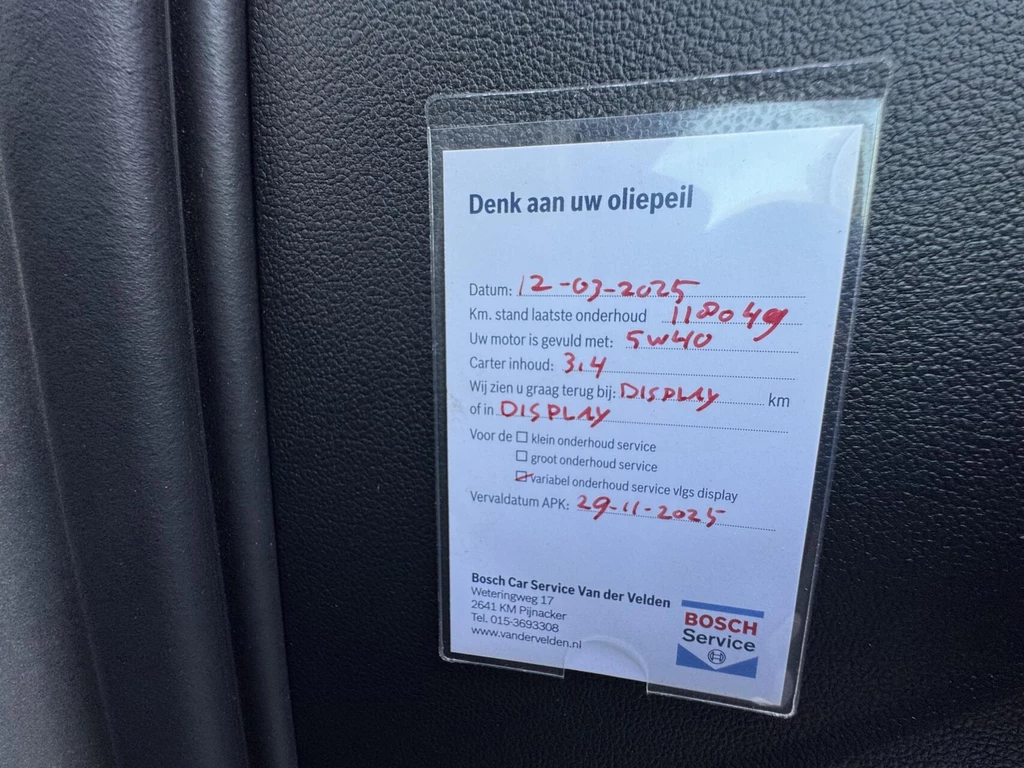 Denk aan uw oliepeil
Datum: 12-03-2025
Km. stand laatste onderhoud 118049
Uw motor is gevuld met: 5W40
Carter inhoud: 3.4
Wij zien u graag terug bij: DISPLAY km
of in DISPLAY
Voor de ☐ klein onderhoud service
☐ groot onderhoud service
☑ variabel onderhoud service vlgs display
Vervaldatum APK: 29-11-2025
Bosch Car Service Van der Velden
Weteringweg 17
2641 KM Pijnacker
Tel. 015-3693308
www.vandervelden.nl
BOSCH
Service